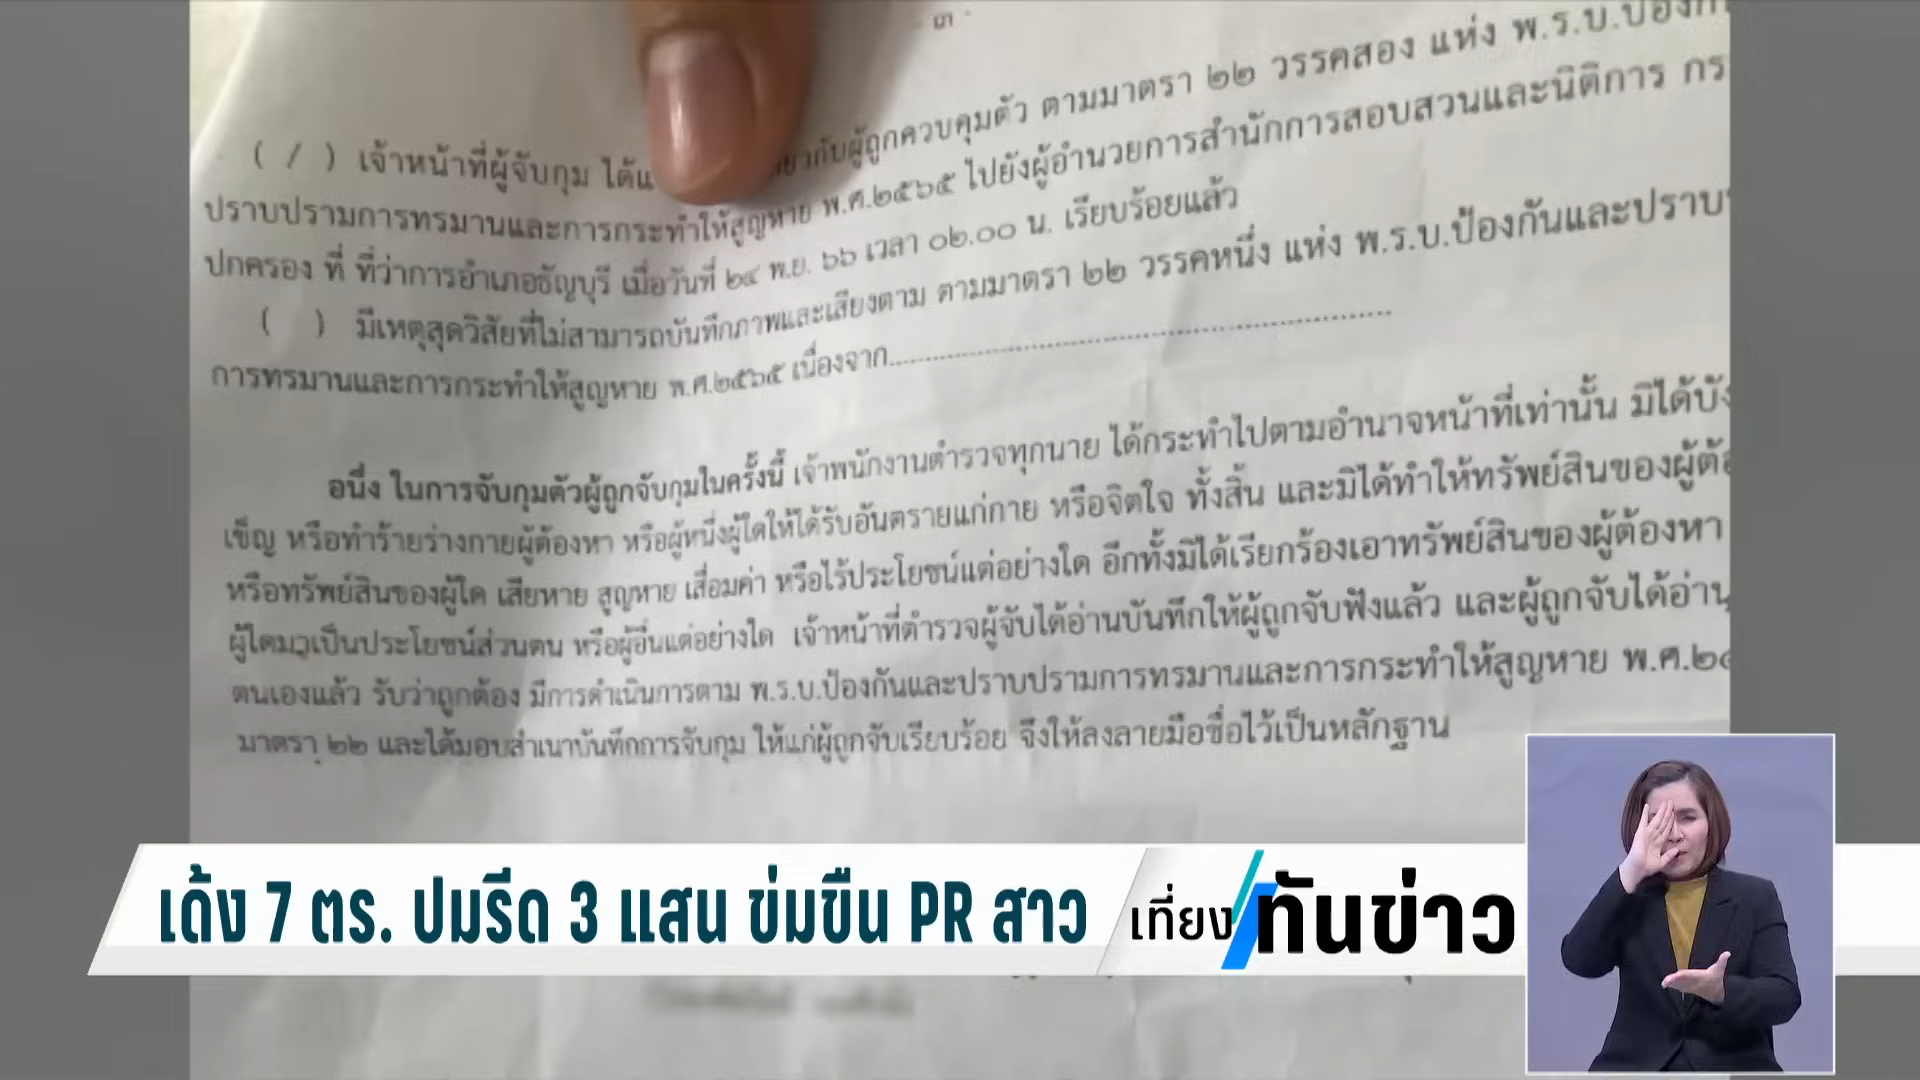 - ๓ -
( / ) เจ้าหน้าที่ผู้จับกุม ได้แ ยวกับผู้ถูกควบคุมตัว ตามมาตรา ๒๒ วรรคสอง แห่ง พ.ร.บ.ป้องกัน
ปราบปรามการทรมานและการกระทำให้สูญหาย พ.ศ.๒๕๖๕ ไปยังผู้อำนวยการสำนักการสอบสวนและนิติการ กร
ปกครอง ที่ ที่ว่าการอำเภอธัญบุรี เมื่อวันที่ ๒๔ พ.ย. ๖๖ เวลา ๐๒.๐๐ น. เรียบร้อยแล้ว
( ) มีเหตุสุดวิสัยที่ไม่สามารถบันทึกภาพและเสียงตาม ตามมาตรา ๒๒ วรรคหนึ่ง แห่ง พ.ร.บ.ป้องกันและปราบป
การทรมานและการกระทำให้สูญหาย พ.ศ.๒๕๖๕ เนื่องจาก..........................................................
อนึ่ง ในการจับกุมตัวผู้ถูกจับกุมในครั้งนี้ เจ้าพนักงานตำรวจทุกนาย ได้กระทำไปตามอำนาจหน้าที่เท่านั้น มิได้บัง
เข็ญ หรือทำร้ายร่างกายผู้ต้องหา หรือผู้หนึ่งผู้ใดให้ได้รับอันตรายแก่กาย หรือจิตใจ ทั้งสิ้น และมิได้ทำให้ทรัพย์สินของผู้ต้อ
หรือทรัพย์สินของผู้ใด เสียหาย สูญหาย เสื่อมค่า หรือไร้ประโยชน์แต่อย่างใด อีกทั้งมิได้เรียกร้องเอาทรัพย์สินของผู้ต้องหา
ผู้ใดมาเป็นประโยชน์ส่วนตน หรือผู้อื่นแต่อย่างใด เจ้าหน้าที่ตำรวจผู้จับได้อ่านบันทึกให้ผู้ถูกจับฟังแล้ว และผู้ถูกจับได้อ่าน
ตนเองแล้ว รับว่าถูกต้อง มีการดำเนินการตาม พ.ร.บ.ป้องกันและปราบปรามการทรมานและการกระทำให้สูญหาย พ.ศ.๒๕
มาตรา ๒๒ และได้มอบสำเนาบันทึกการจับกุม ให้แก่ผู้ถูกจับเรียบร้อย จึงให้ลงลายมือชื่อไว้เป็นหลักฐาน
เด้ง 7 ตร. ปมรีด 3 แสน ข่มขืน PR สาว
เที่ยง ทันข่าว